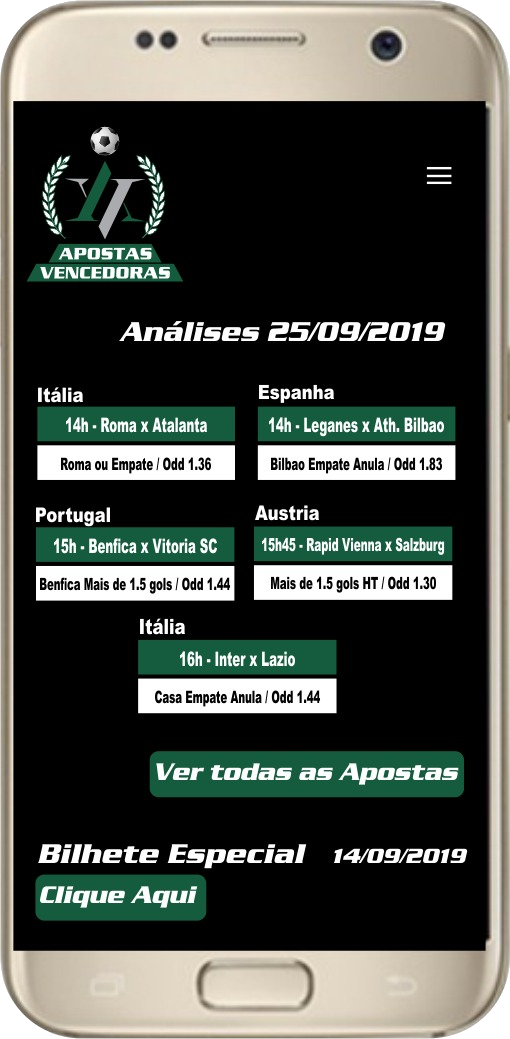 APOSTAS
VENCEDORAS
Análises 25/09/2019
Itália
14h - Roma x Atalanta
Roma ou Empate / Odd 1.36
Espanha
14h - Leganes x Ath. Bilbao
Bilbao Empate Anula / Odd 1.83
Portugal
15h - Benfica x Vitoria SC
Benfica Mais de 1.5 gols / Odd 1.44
Austria
15h45 - Rapid Vienna x Salzburg
Mais de 1.5 gols HT / Odd 1.30
Itália
16h - Inter x Lazio
Casa Empate Anula / Odd 1.44
Ver todas as Apostas
Bilhete Especial 14/09/2019
Clique Aqui